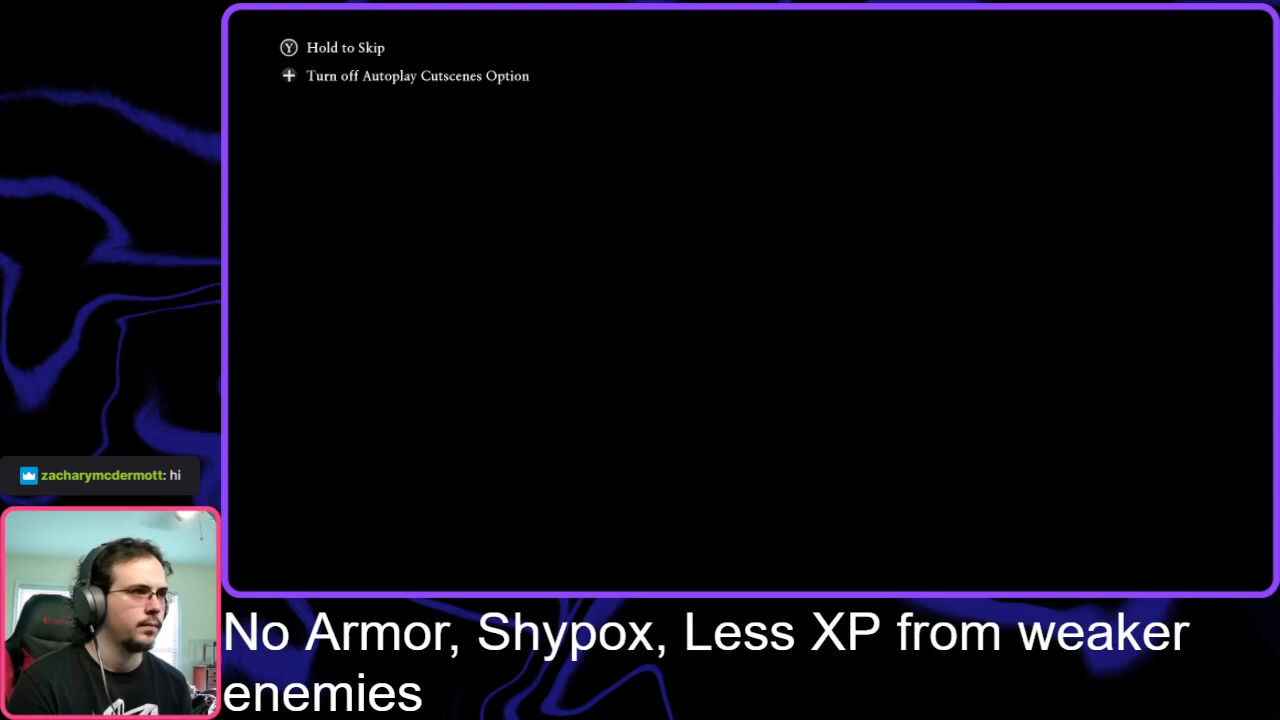 Hold to Skip
Turn off Autoplay Cutscenes Option
zacharymcdermott: hi
No Armor, Shypox, Less XP from weaker
enemies